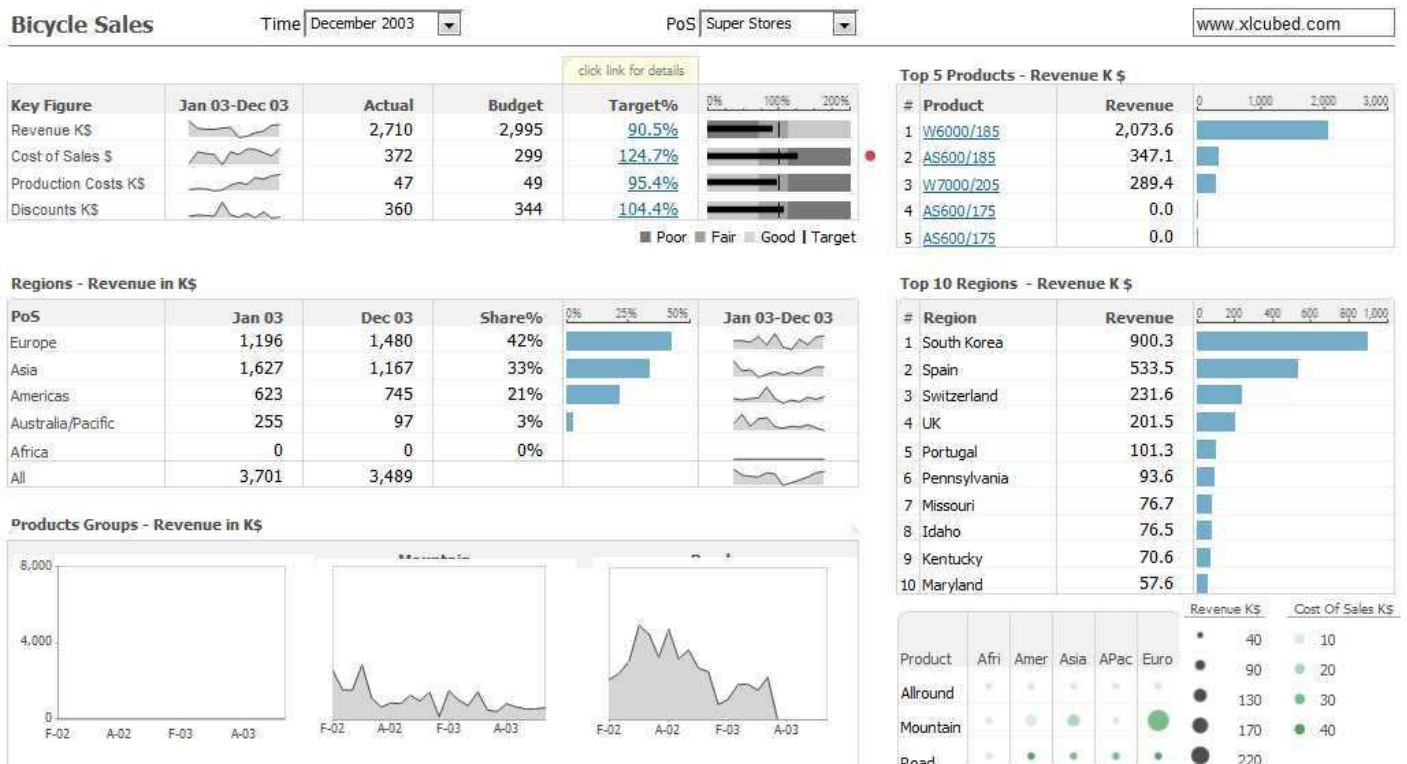 Bicycle Sales Time December 2003 PoS Super Stores www.xlcubed.com
click link for details
Key Figure Jan 03-Dec 03 Actual Budget Target% 0% 100% 200%
Revenue K$ 2,710 2,995 90.5%
Cost of Sales $ 372 299 124.7%
Production Costs K$ 47 49 95.4%
Discounts K$ 360 344 104.4%
Poor Fair Good Target
Top 5 Products - Revenue K $
# Product Revenue 0 1,000 2,000 3,000
1 W6000/185 2,073.6
2 AS600/185 347.1
3 W7000/205 289.4
4 AS600/175 0.0
5 AS600/175 0.0
Regions - Revenue in K$
PoS Jan 03 Dec 03 Share% 0% 25% 50% Jan 03-Dec 03
Europe 1,196 1,480 42%
Asia 1,627 1,167 33%
Americas 623 745 21%
Australia/Pacific 255 97 3%
Africa 0 0 0%
All 3,701 3,489
Top 10 Regions - Revenue K $
# Region Revenue 0 200 400 600 800 1,000
1 South Korea 900.3
2 Spain 533.5
3 Switzerland 231.6
4 UK 201.5
5 Portugal 101.3
6 Pennsylvania 93.6
7 Missouri 76.7
8 Idaho 76.5
9 Kentucky 70.6
10 Maryland 57.6
Products Groups - Revenue in K$
Mountain
8,000
4,000
0
F-02 A-02 F-03 A-03
F-02 A-02 F-03 A-03
F-02 A-02 F-03 A-03
Revenue K$ Cost Of Sales K$
40 10
90 20
130 30
170 40
220
Product Afri Amer Asia APac Euro
Allround
Mountain
Road